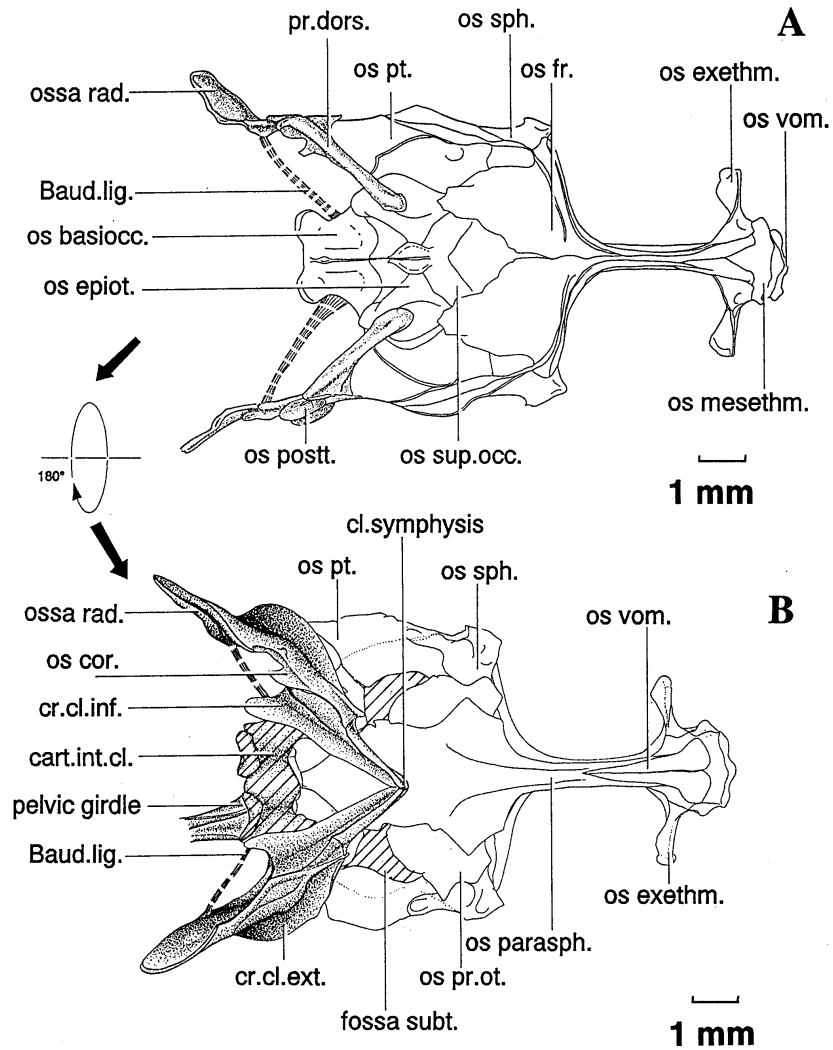 A
pr.dors.
os sph.
os pt.
os fr.
os exethm.
ossa rad.
os vom.
Baud.lig.
os basiocc.
os epiot.
os mesethm.
os postt.
os sup.occ.
1 mm
180°
cl.symphysis
os pt.
os sph.
B
os vom.
ossa rad.
os cor.
cr.cl.inf.
cart.int.cl.
pelvic girdle
Baud.lig.
os exethm.
os parasph.
cr.cl.ext.
os pr.ot.
fossa subt.
1 mm